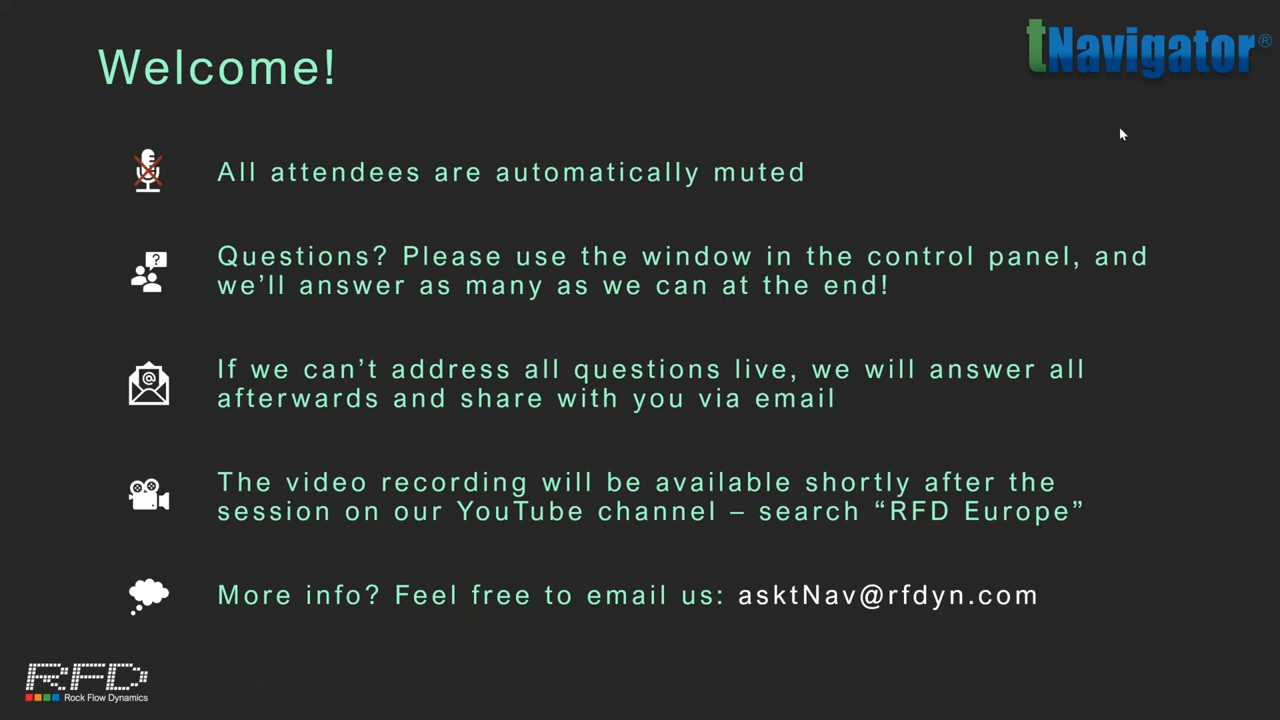 tNavigator®
Welcome!
All attendees are automatically muted
Questions? Please use the window in the control panel, and
we’ll answer as many as we can at the end!
If we can’t address all questions live, we will answer all
afterwards and share with you via email
The video recording will be available shortly after the
session on our YouTube channel – search “RFD Europe”
More info? Feel free to email us: asktNav@rfdyn.com
RFD
Rock Flow Dynamics